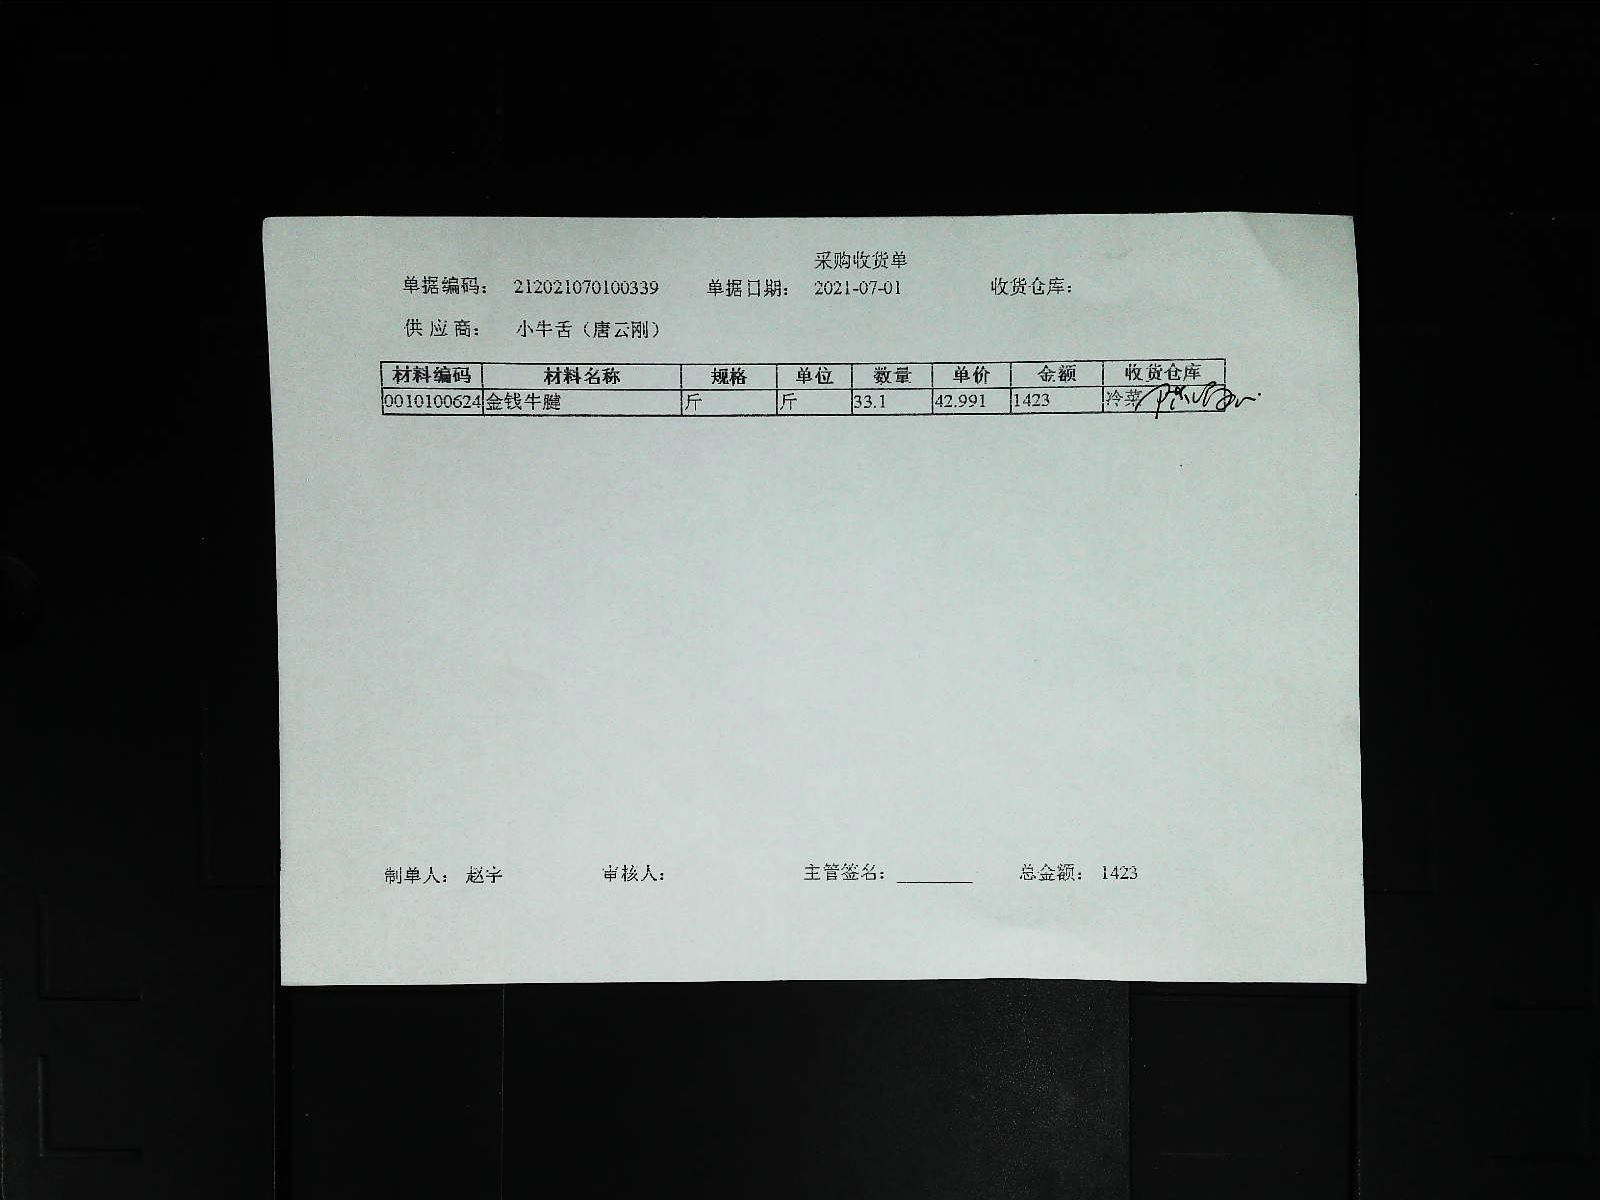 采购收货单
单据编码： 212021070100339 单据日期： 2021-07-01 收货仓库：
供 应 商： 小牛舌（唐云刚）
材料编码 材料名称 规格 单位 数量 单价 金额 收货仓库
0010100624 金钱牛腱 斤 斤 33.1 42.991 1423 冷菜
制单人： 赵宇 审核人： 主管签名： ________ 总金额： 1423